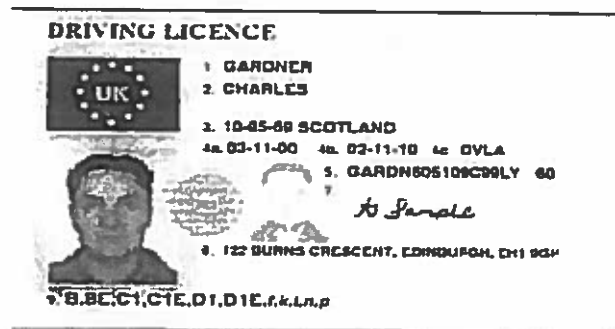 DRIVING LICENCE
UK
1. GARDNER
2. CHARLES
3. 10-05-69 SCOTLAND
4a. 03-11-00 4b. 02-11-10 4c DVLA
5. GARDN605109C99LY 60
7.
A Sample
8. 122 BURNS CRESCENT, EDINBURGH, EH1 9GP
9. B,BE,C1,C1E,D1,D1E,f,k,l,n,p